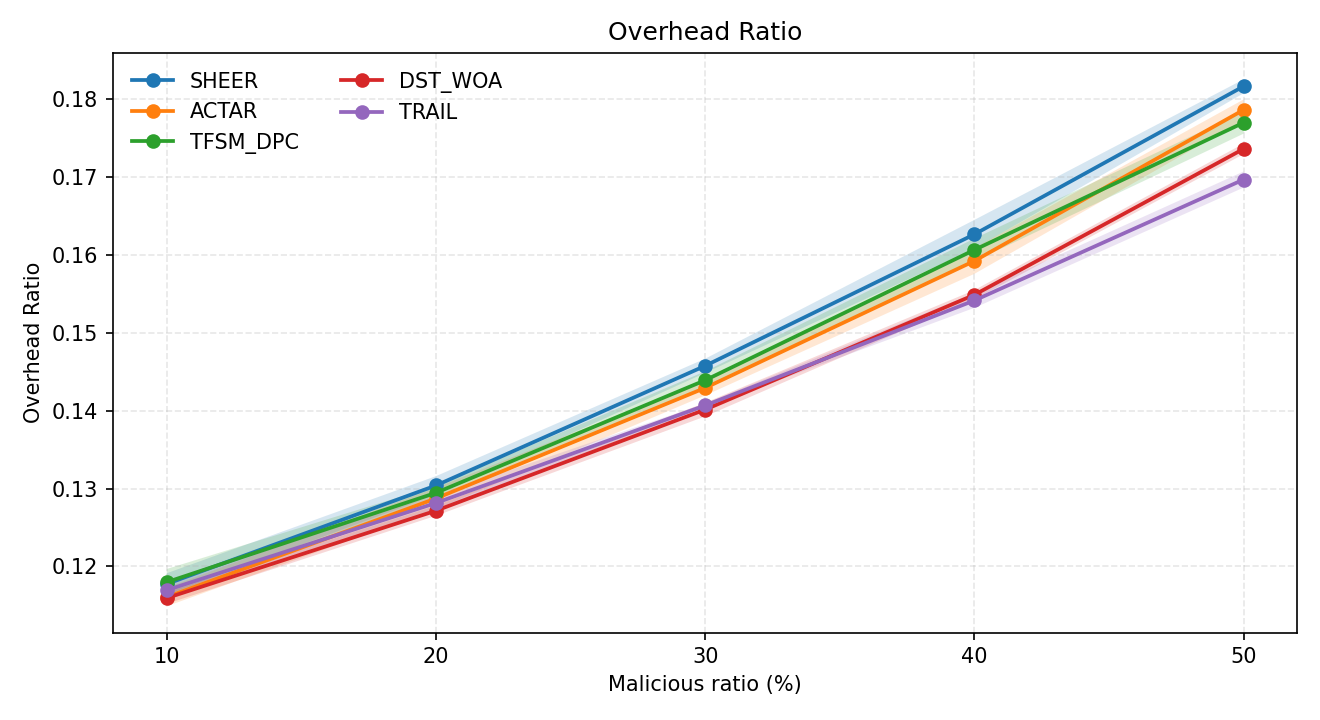 Overhead Ratio
SHEER
ACTAR
TFSM_DPC
DST_WOA
TRAIL
Overhead Ratio
0.18
0.17
0.16
0.15
0.14
0.13
0.12
10 20 30 40 50
Malicious ratio (%)